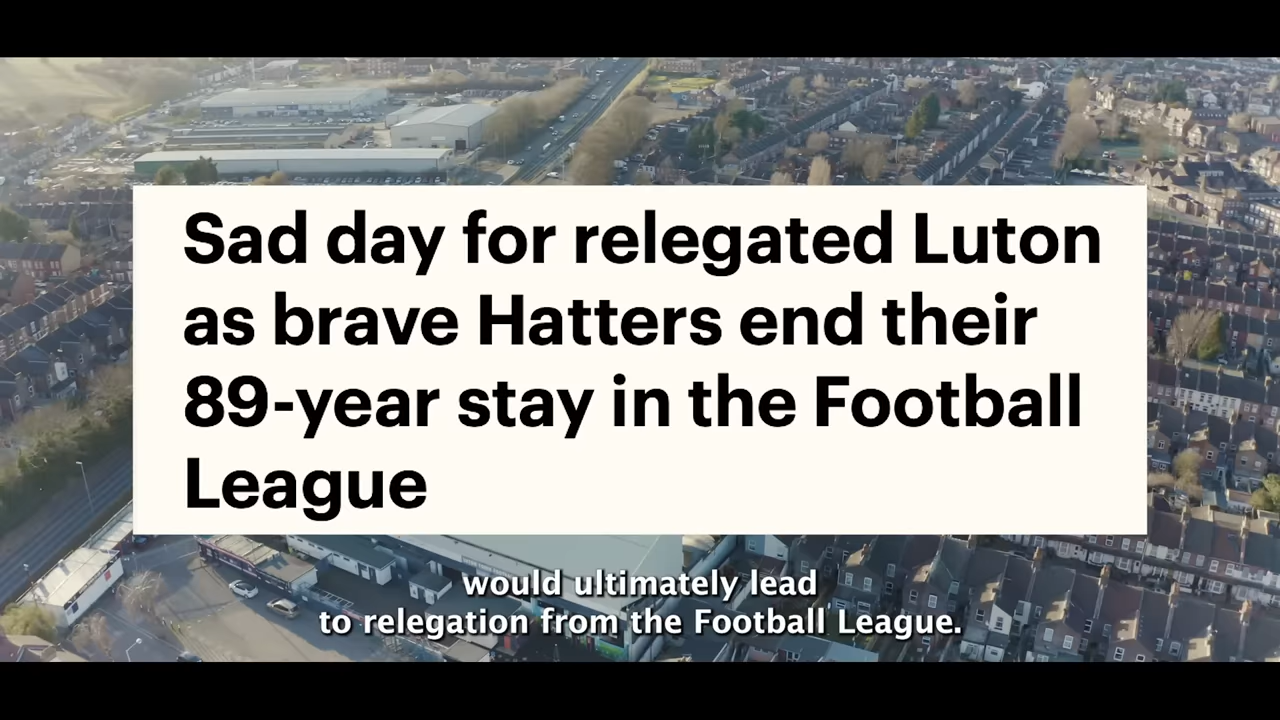 Sad day for relegated Luton
as brave Hatters end their
89-year stay in the Football
League
would ultimately lead
to relegation from the Football League.